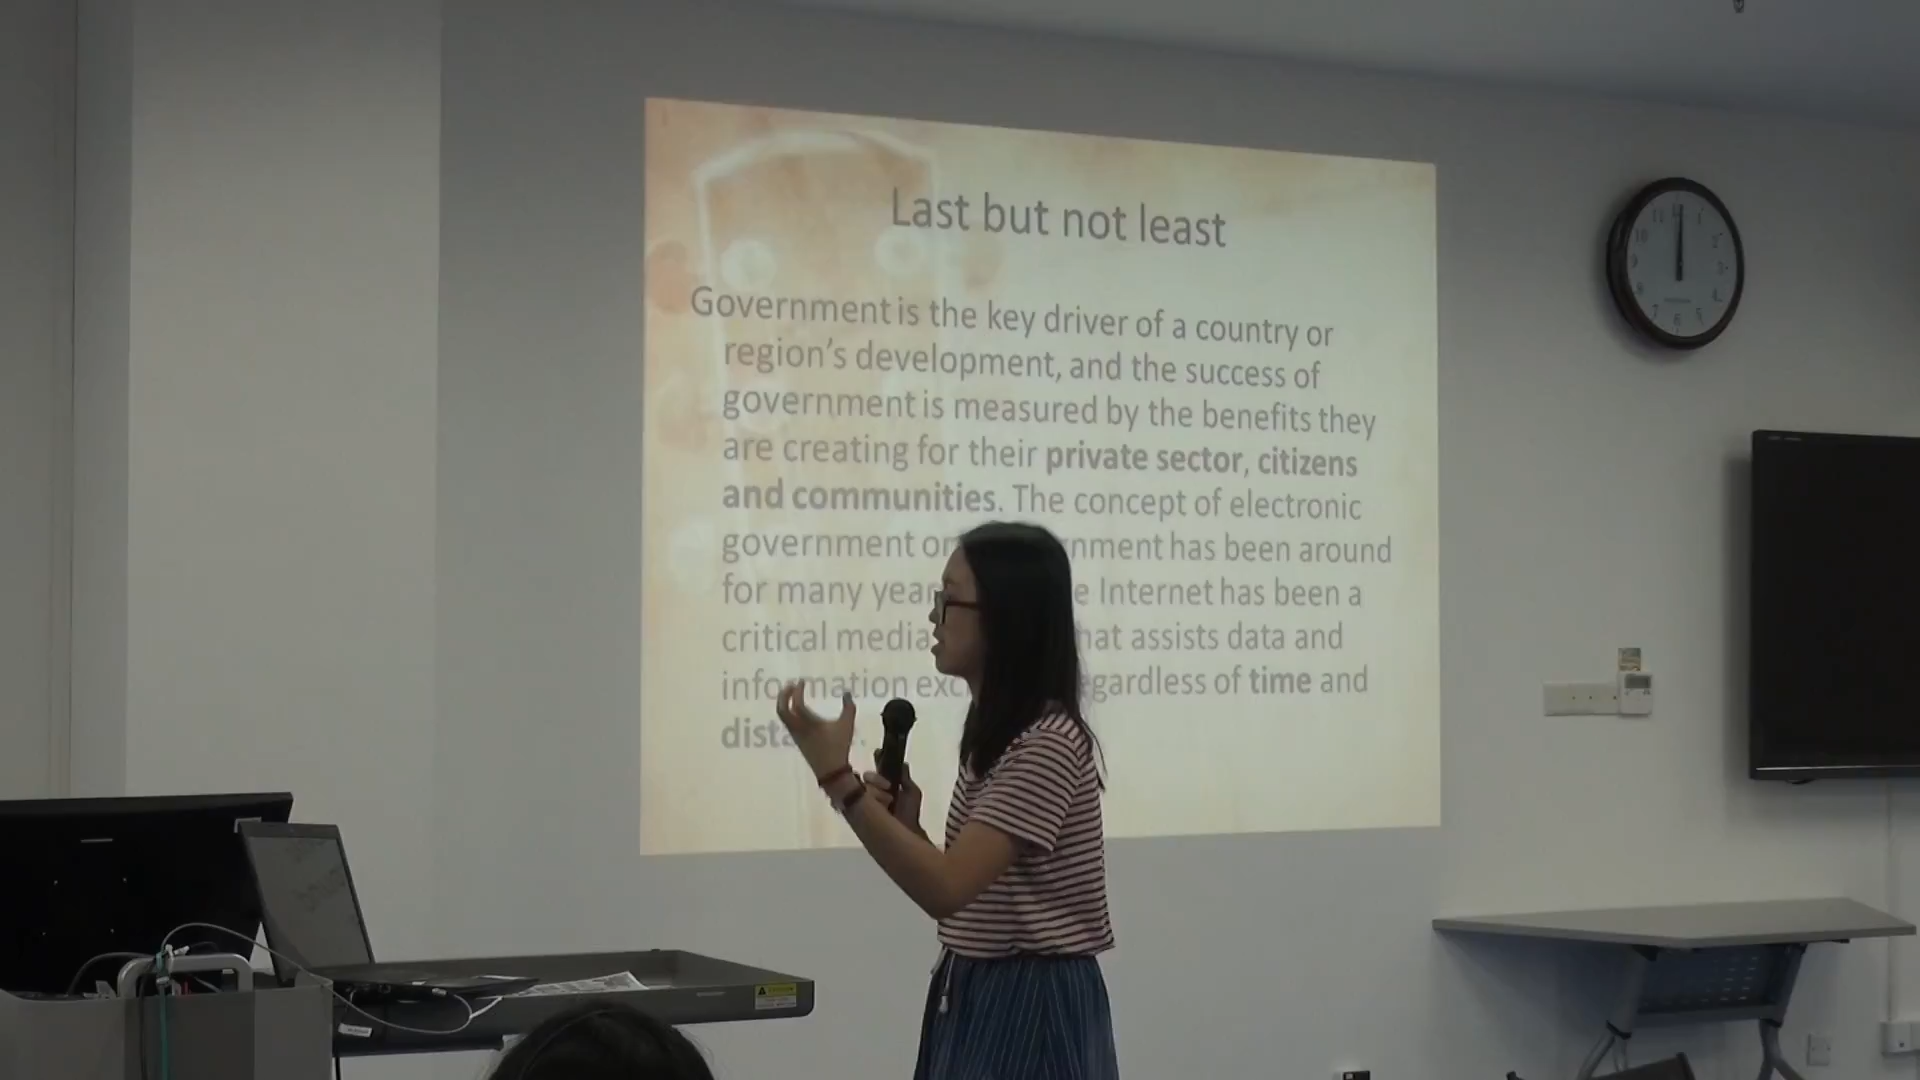 Last but not least
Government is the key driver of a country or
region's development, and the success of
government is measured by the benefits they
are creating for their private sector, citizens
and communities. The concept of electronic
government or nment has been around
for many year e Internet has been a
critical media hat assists data and
information exc egardless of time and
dista .